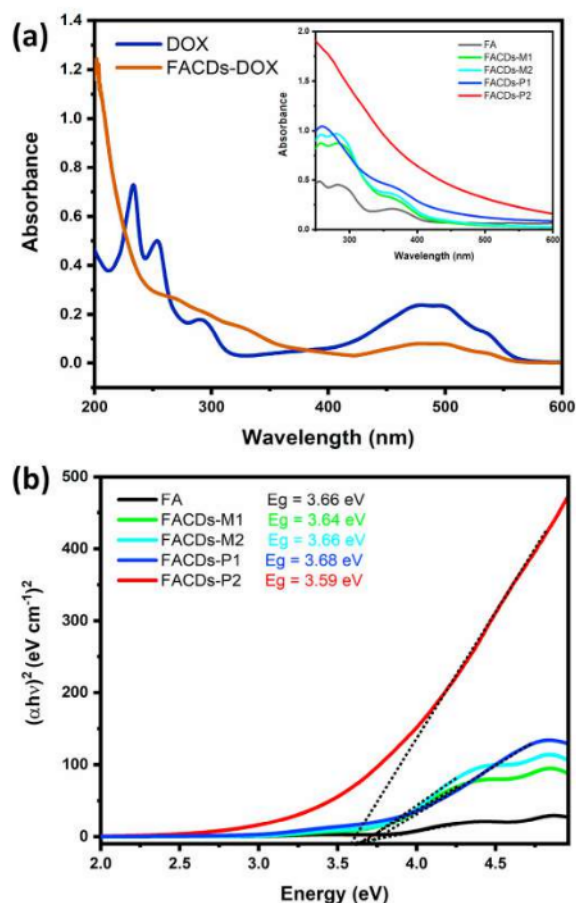 (a)
DOX
FACDs-DOX
Absorbance
1.4
1.2
1.0
0.8
0.6
0.4
0.2
0.0
200
300
400
500
600
Wavelength (nm)
Absorbance
2.0
1.5
1.0
0.5
0.0
FA
FACDs-M1
FACDs-M2
FACDs-P1
FACDs-P2
300
400
500
600
Wavelength (nm)
(b)
(αhν)² (eV cm⁻¹)²
500
400
300
200
100
0
FA Eg = 3.66 eV
FACDs-M1 Eg = 3.64 eV
FACDs-M2 Eg = 3.66 eV
FACDs-P1 Eg = 3.68 eV
FACDs-P2 Eg = 3.59 eV
2.0
2.5
3.0
3.5
4.0
4.5
Energy (eV)